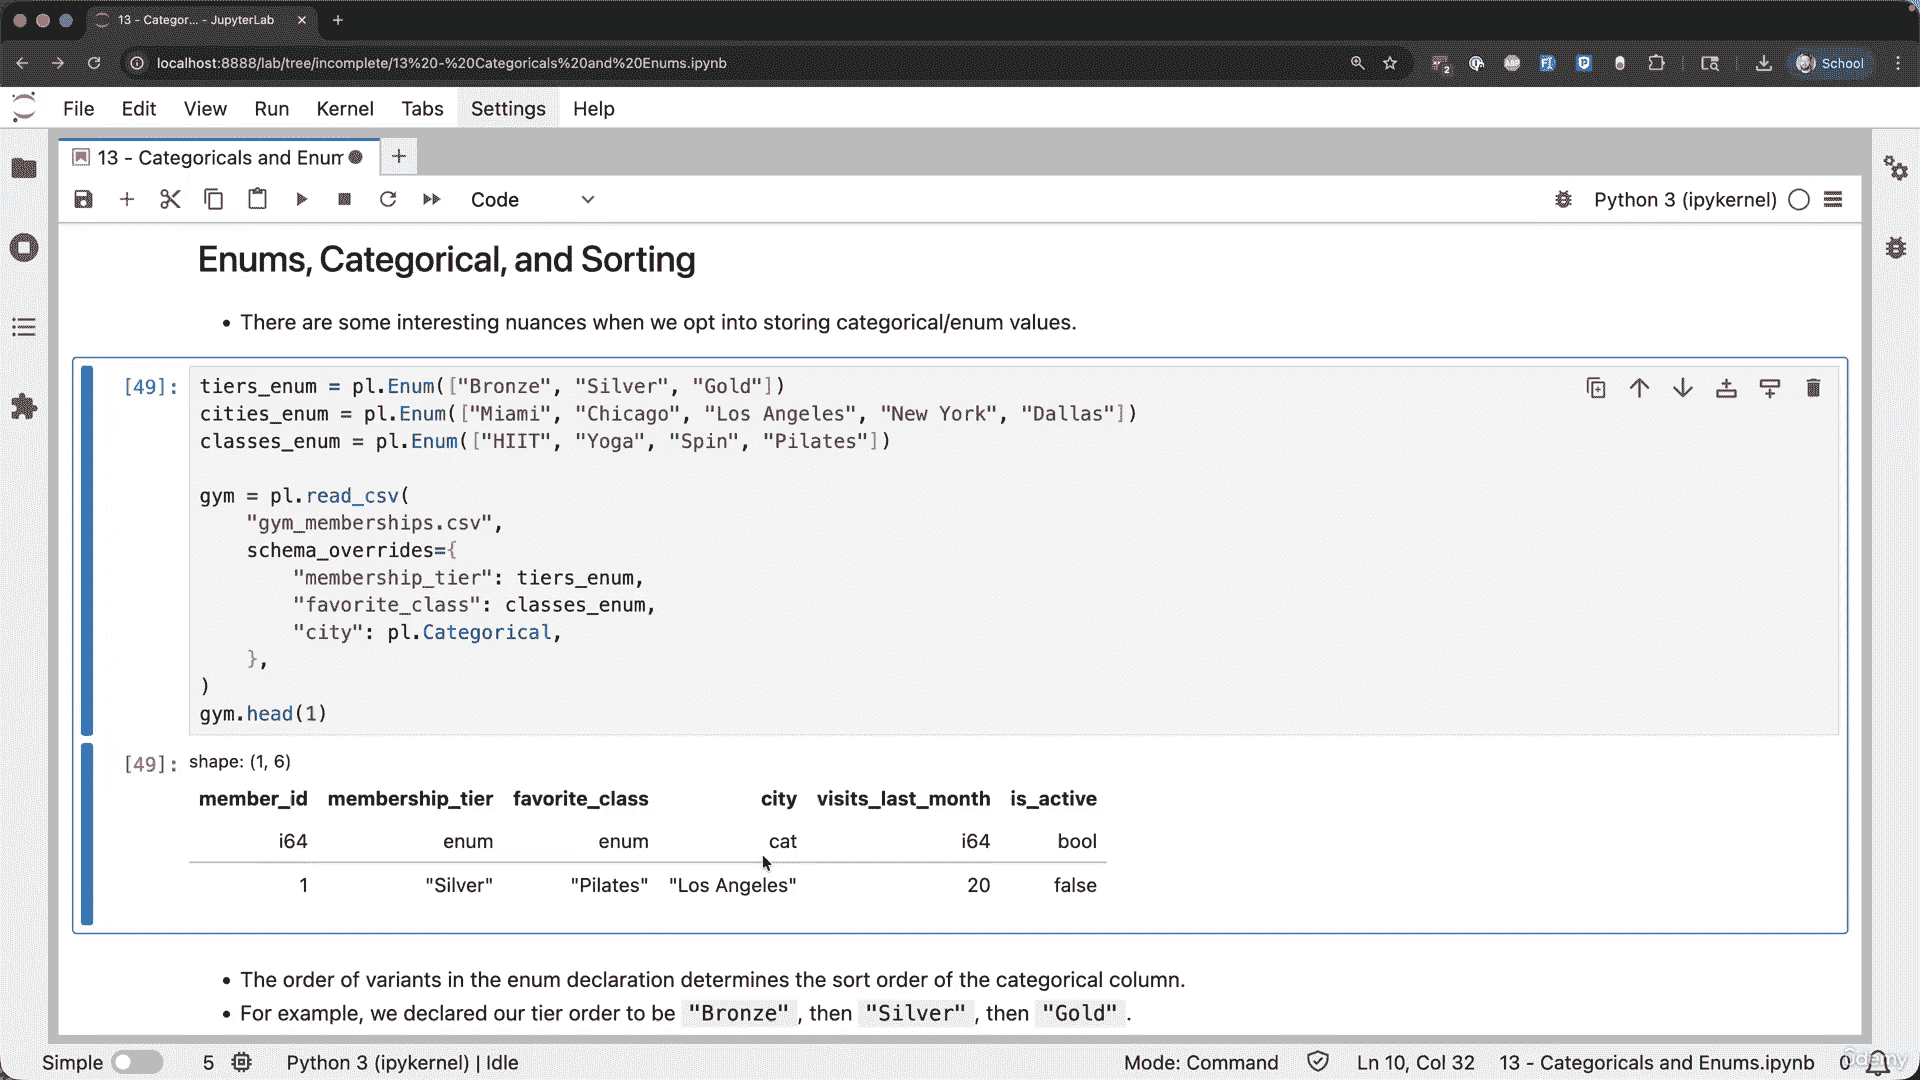 13 - Categor... - JupyterLab
localhost:8888/lab/tree/incomplete/13%20-%20Categoricals%20and%20Enums.ipynb
2
School
File Edit View Run Kernel Tabs Settings Help
13 - Categoricals and Enum
Code
Python 3 (ipykernel)
Enums, Categorical, and Sorting
• There are some interesting nuances when we opt into storing categorical/enum values.
[49]:
tiers_enum = pl.Enum(["Bronze", "Silver", "Gold"])
cities_enum = pl.Enum(["Miami", "Chicago", "Los Angeles", "New York", "Dallas"])
classes_enum = pl.Enum(["HIIT", "Yoga", "Spin", "Pilates"])
gym = pl.read_csv(
"gym_memberships.csv",
schema_overrides={
"membership_tier": tiers_enum,
"favorite_class": classes_enum,
"city": pl.Categorical,
},
)
gym.head(1)
[49]:
shape: (1, 6)
member_id membership_tier favorite_class city visits_last_month is_active
i64 enum enum cat i64 bool
1 "Silver" "Pilates" "Los Angeles" 20 false
• The order of variants in the enum declaration determines the sort order of the categorical column.
• For example, we declared our tier order to be "Bronze" , then "Silver" , then "Gold" .
Simple 5 Python 3 (ipykernel) | Idle Mode: Command Ln 10, Col 32 13 - Categoricals and Enums.ipynb 0
udemy